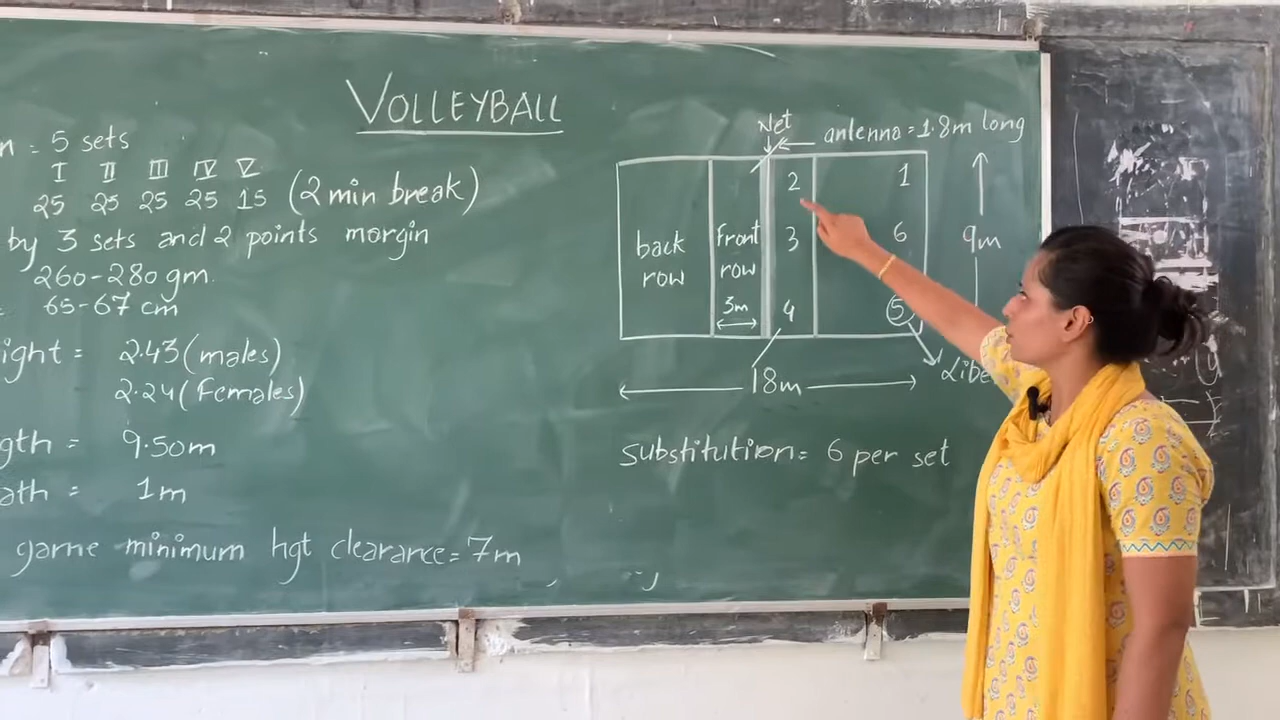 VOLLEYBALL
n = 5 sets
I II III IV V
25 25 25 25 15 (2 min break)
by 3 sets and 2 points morgin
260-280 gm.
= 65-67 cm
ight = 2.43 (males)
2.24 (Females)
gth = 9.50m
ath = 1m
game minimum hgt clearance = 7m
Net
antenna = 1.8m long
2 1
back row
Front row
3 6
9m
3m
4 5
Libe
18m
substitution = 6 per set